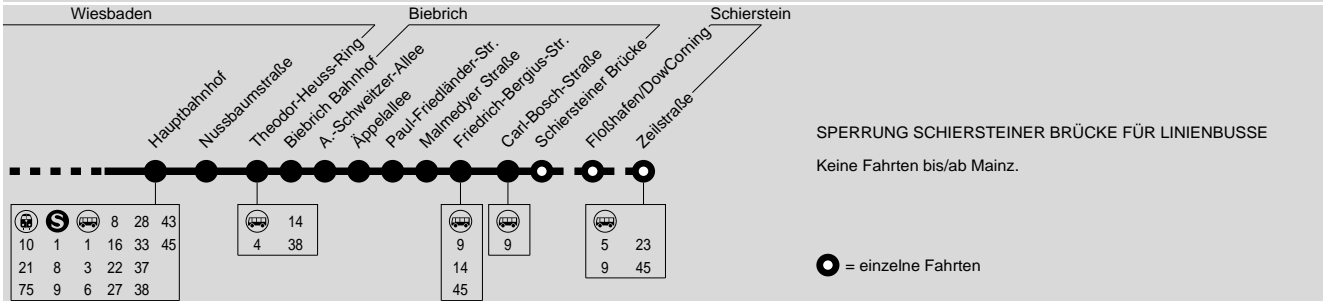 Wiesbaden Biebrich Schierstein
Hauptbahnhof
Nussbaumstraße
Theodor-Heuss-Ring
Biebrich Bahnhof
A.-Schweitzer-Allee
Äppelallee
Paul-Friedländer-Str.
Malmedyer Straße
Friedrich-Bergius-Str.
Carl-Bosch-Straße
Schiersteiner Brücke
Floßhafen/DowCorning
Zeilstraße
S 8 28 43
10 1 1 16 33 45
21 8 3 22 37
75 9 6 27 38
14
4 38
9
14
45
9
5 23
9 45
SPERRUNG SCHIERSTEINER BRÜCKE FÜR LINIENBUSSE
Keine Fahrten bis/ab Mainz.
= einzelne Fahrten